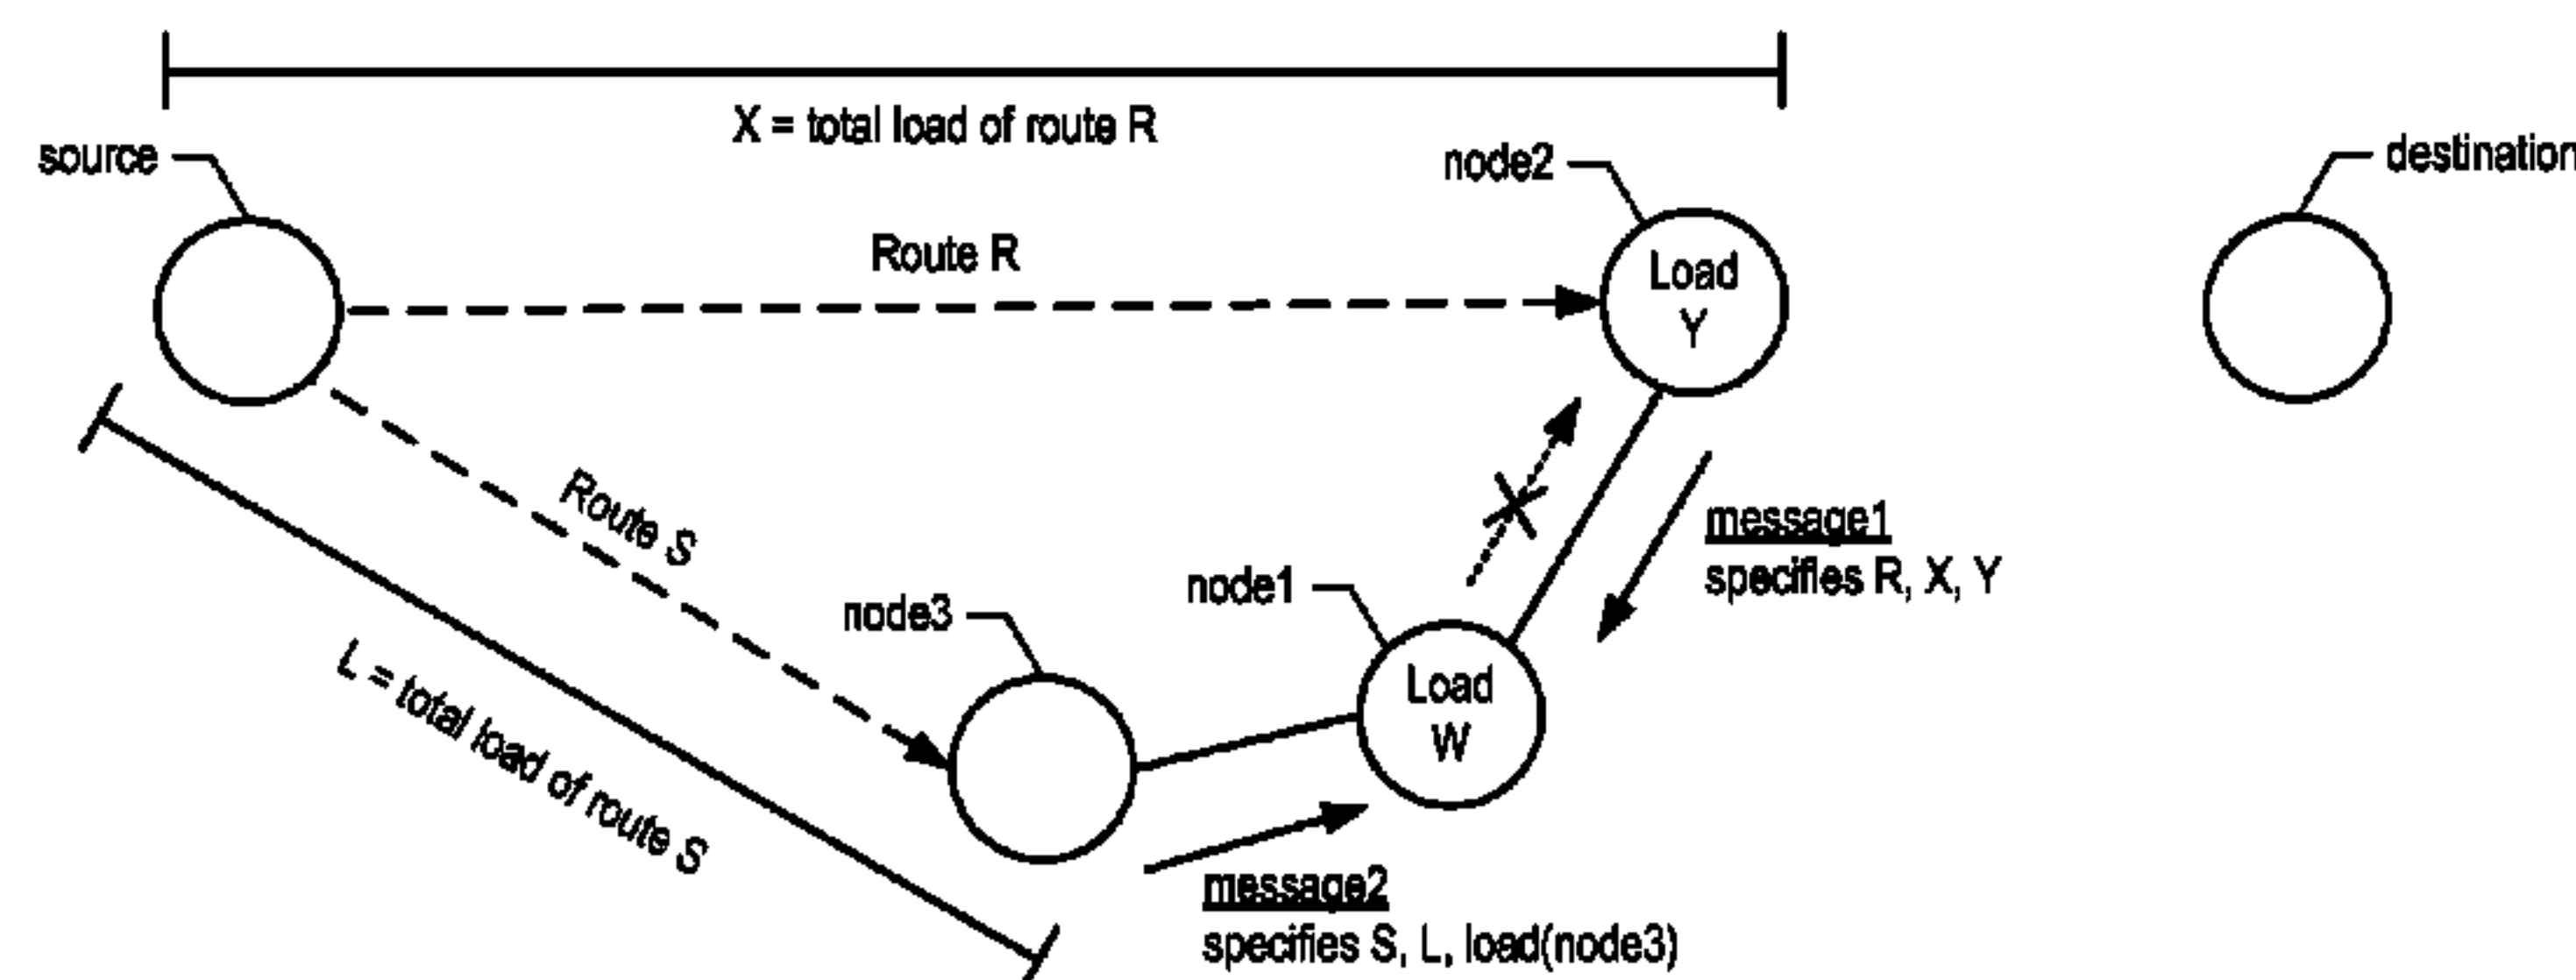 X = total load of route R
source
node2
destination
Route R
Load
Y
Route S
message1
specifies R, X, Y
node1
node3
L = total load of route S
Load
W
message2
specifies S, L, load(node3)